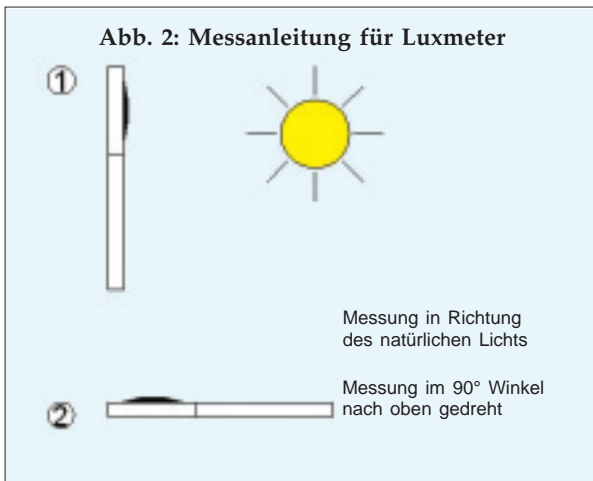 Abb. 2: Messanleitung für Luxmeter
①
Messung in Richtung
des natürlichen Lichts
②
Messung im 90° Winkel
nach oben gedreht